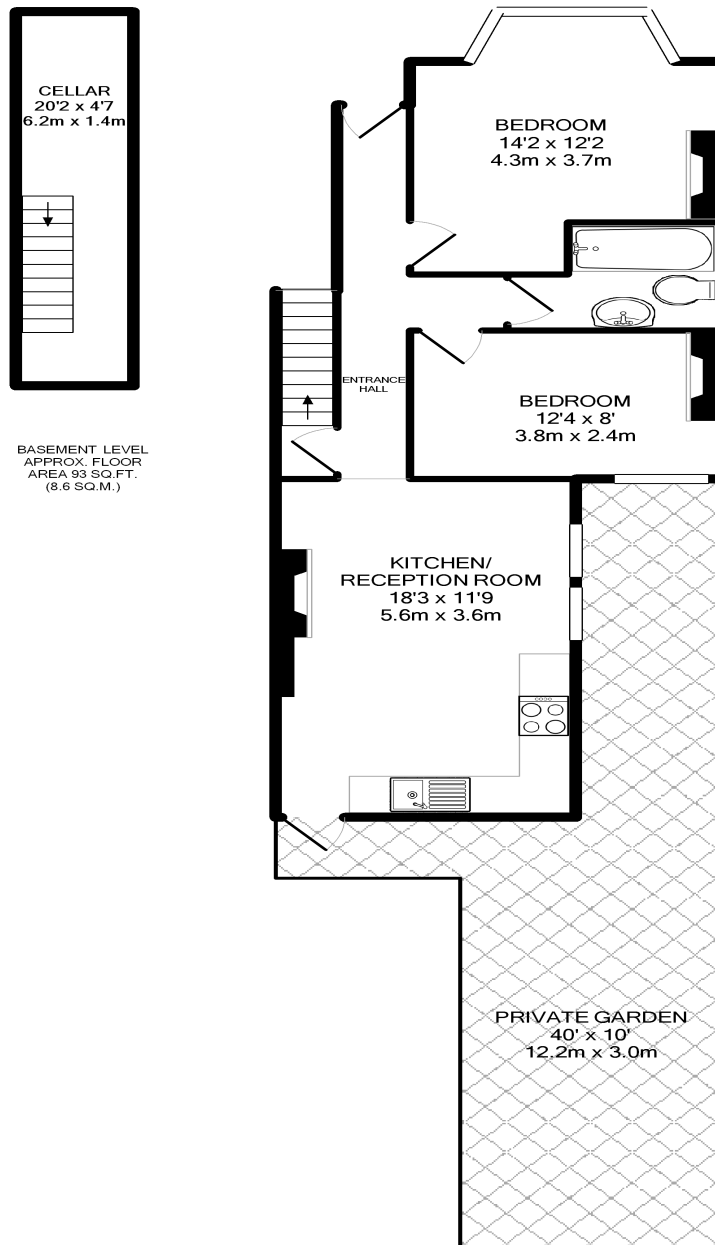 CELLAR
20'2 x 4'7
6.2m x 1.4m
BASEMENT LEVEL
APPROX. FLOOR
AREA 93 SQ.FT.
(8.6 SQ.M.)
BEDROOM
14'2 x 12'2
4.3m x 3.7m
ENTRANCE
HALL
BEDROOM
12'4 x 8'
3.8m x 2.4m
KITCHEN/
RECEPTION ROOM
18'3 x 11'9
5.6m x 3.6m
PRIVATE GARDEN
40' x 10'
12.2m x 3.0m